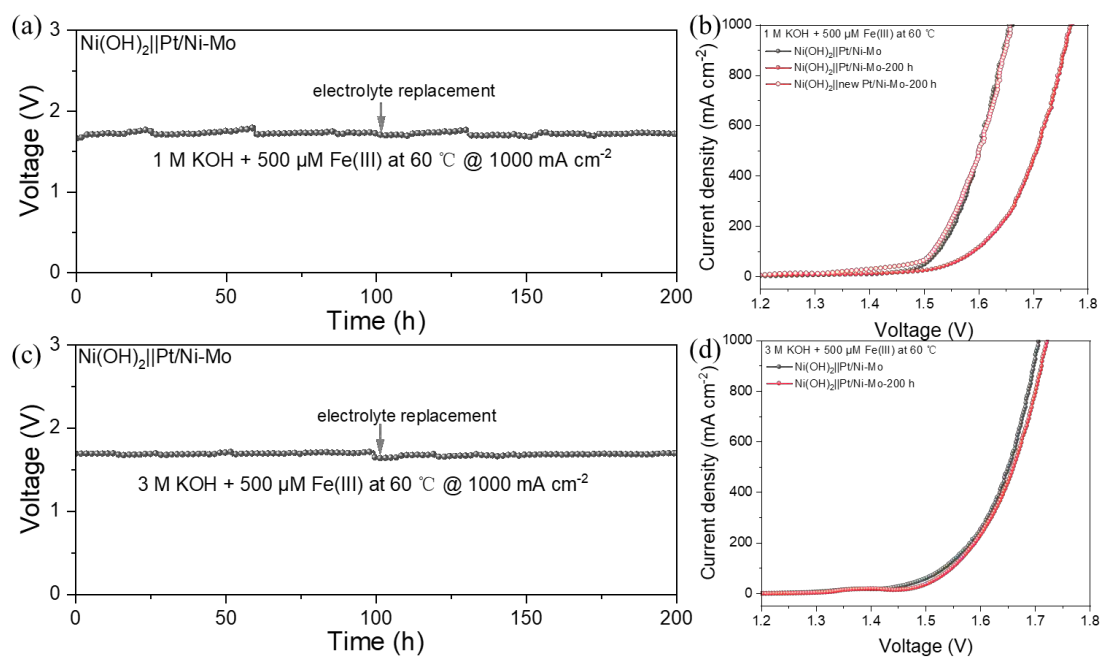 (a)
Ni(OH)₂||Pt/Ni-Mo
electrolyte replacement
1 M KOH + 500 µM Fe(III) at 60 ℃ @ 1000 mA cm⁻²
Voltage (V)
3
2
1
0
0 50 100 150 200
Time (h)
(b)
1 M KOH + 500 µM Fe(III) at 60 ℃
Ni(OH)₂||Pt/Ni-Mo
Ni(OH)₂||Pt/Ni-Mo-200 h
Ni(OH)₂||new Pt/Ni-Mo-200 h
Current density (mA cm⁻²)
1000
800
600
400
200
0
1.2 1.3 1.4 1.5 1.6 1.7 1.8
Voltage (V)
(c)
Ni(OH)₂||Pt/Ni-Mo
electrolyte replacement
3 M KOH + 500 µM Fe(III) at 60 ℃ @ 1000 mA cm⁻²
Voltage (V)
3
2
1
0
0 50 100 150 200
Time (h)
(d)
3 M KOH + 500 µM Fe(III) at 60 ℃
Ni(OH)₂||Pt/Ni-Mo
Ni(OH)₂||Pt/Ni-Mo-200 h
Current density (mA cm⁻²)
1000
800
600
400
200
0
1.2 1.3 1.4 1.5 1.6 1.7 1.8
Voltage (V)